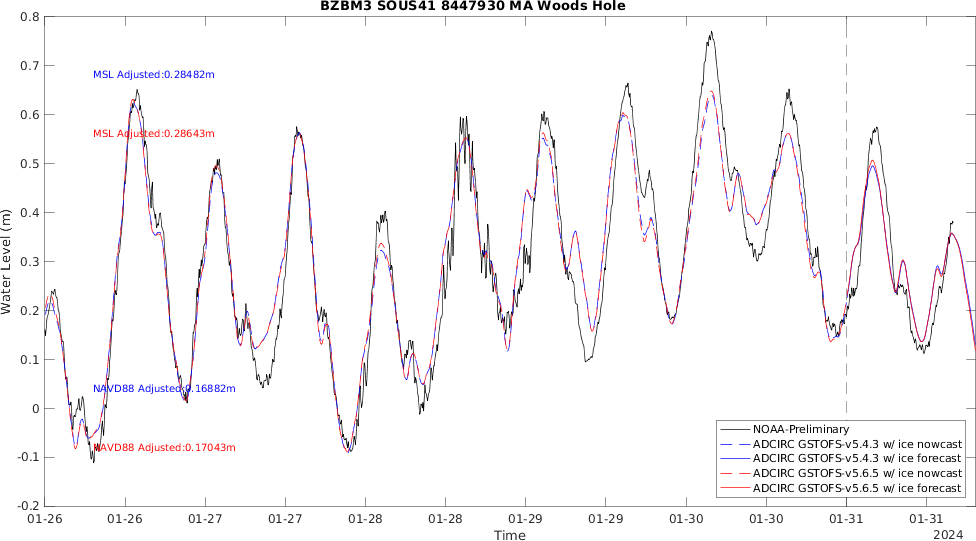 BZBM3 SOUS41 8447930 MA Woods Hole
0.8
0.7
0.6
0.5
0.4
0.3
0.2
0.1
0
-0.1
-0.2
Water Level (m)
MSL Adjusted:0.28482m
MSL Adjusted:0.28643m
NAVD88 Adjusted:0.16882m
NAVD88 Adjusted:0.17043m
NOAA-Preliminary
ADCIRC GSTOFS-v5.4.3 w/ ice nowcast
ADCIRC GSTOFS-v5.4.3 w/ ice forecast
ADCIRC GSTOFS-v5.6.5 w/ ice nowcast
ADCIRC GSTOFS-v5.6.5 w/ ice forecast
01-26 01-26 01-27 01-27 01-28 01-28 01-29 01-29 01-30 01-30 01-31 01-31
2024
Time